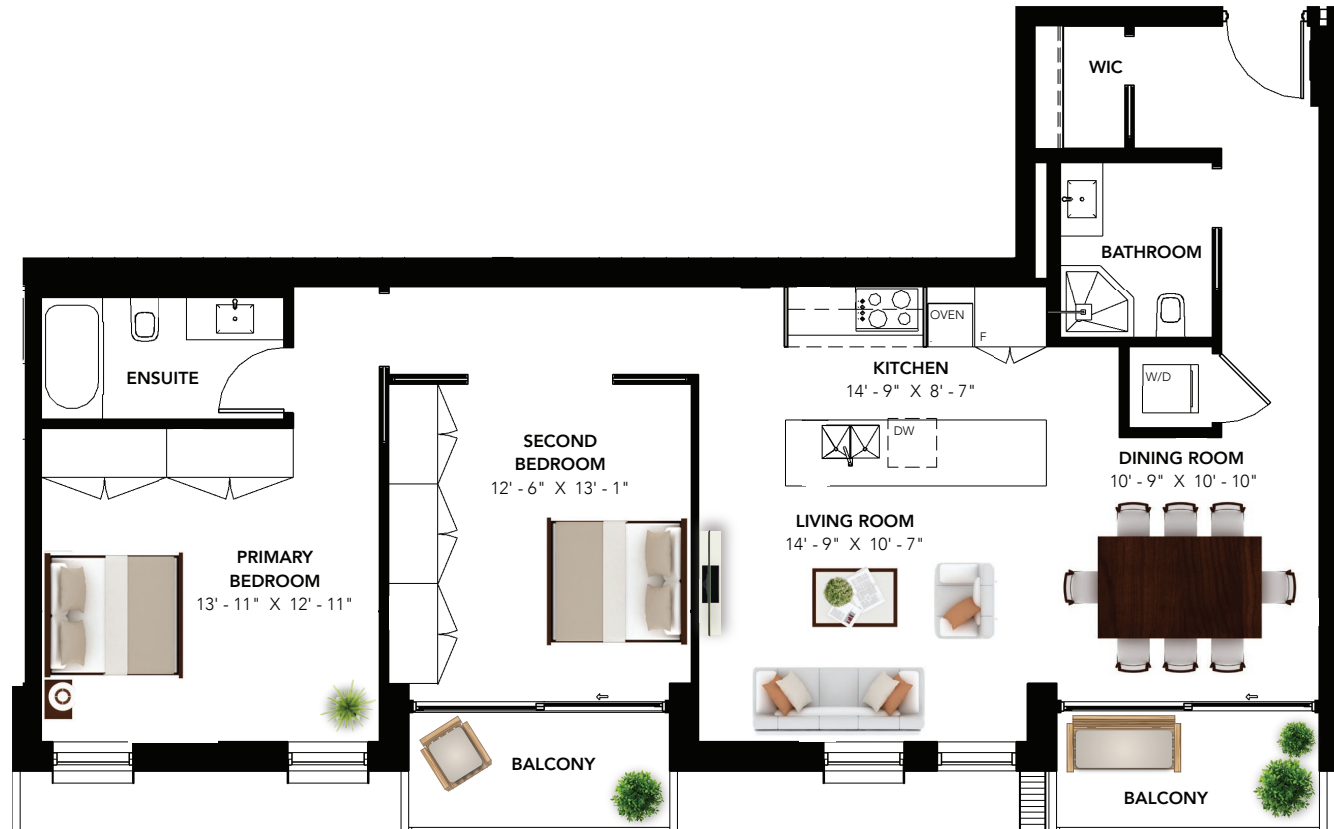 WIC
BATHROOM
OVEN
F
ENSUITE
KITCHEN
14' - 9" X 8' - 7"
W/D
DW
SECOND
BEDROOM
12' - 6" X 13' - 1"
DINING ROOM
10' - 9" X 10' - 10"
LIVING ROOM
14' - 9" X 10' - 7"
PRIMARY
BEDROOM
13' - 11" X 12' - 11"
BALCONY
BALCONY